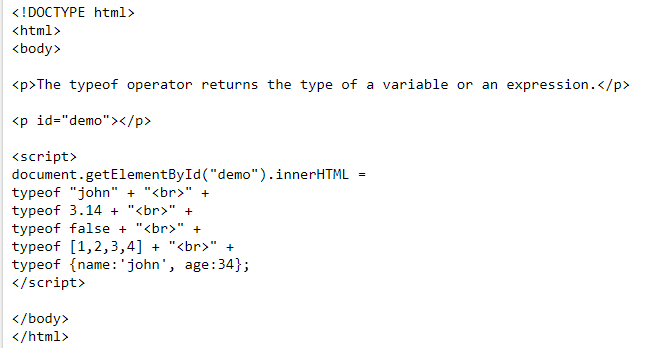 <!DOCTYPE html>
<html>
<body>
<p>The typeof operator returns the type of a variable or an expression.</p>
<p id="demo"></p>
<script>
document.getElementById("demo").innerHTML =
typeof "john" + "<br>" +
typeof 3.14 + "<br>" +
typeof false + "<br>" +
typeof [1,2,3,4] + "<br>" +
typeof {name:'john', age:34};
</script>
</body>
</html>